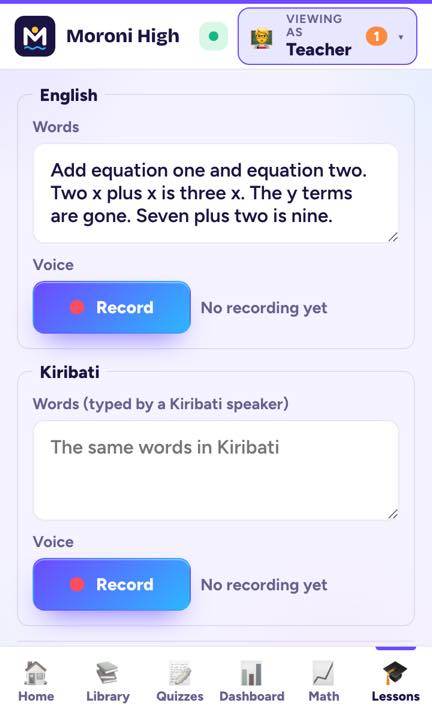 Moroni High
VIEWING
AS
Teacher
1
English
Words
Add equation one and equation two.
Two x plus x is three x. The y terms
are gone. Seven plus two is nine.
Voice
Record
No recording yet
Kiribati
Words (typed by a Kiribati speaker)
The same words in Kiribati
Voice
Record
No recording yet
Home
Library
Quizzes
Dashboard
Math
Lessons